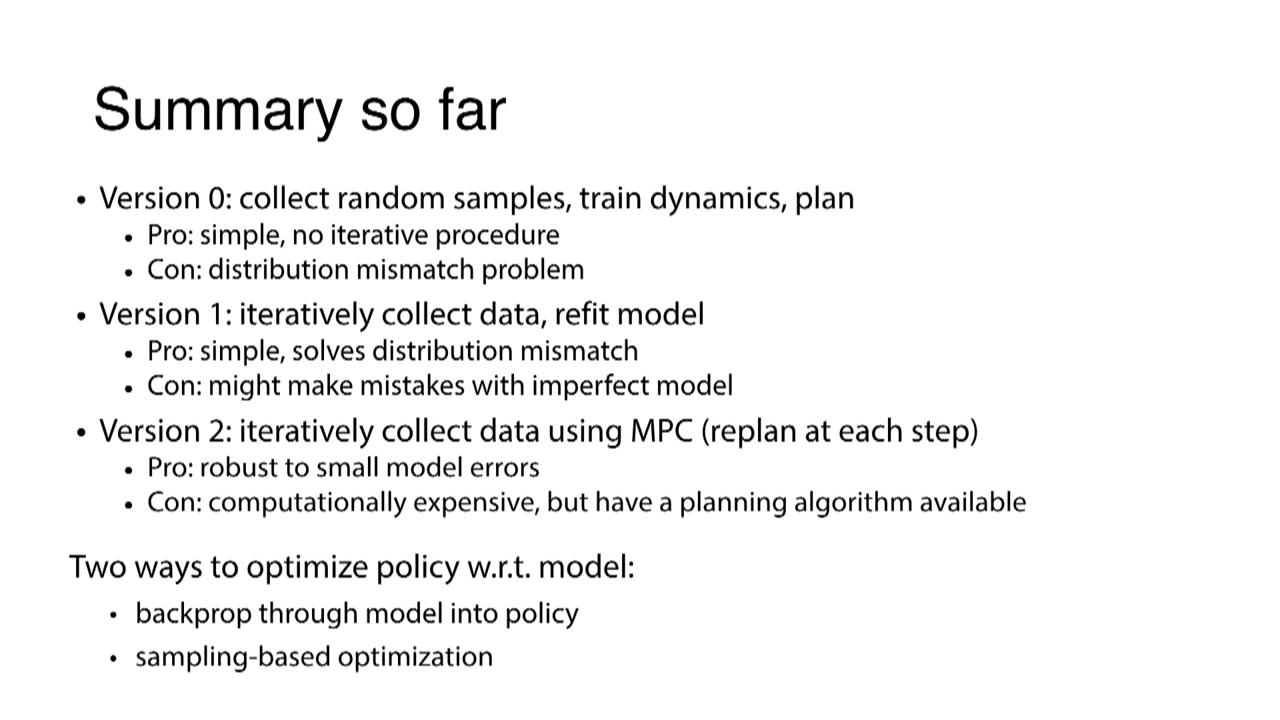 Summary so far
• Version 0: collect random samples, train dynamics, plan
• Pro: simple, no iterative procedure
• Con: distribution mismatch problem
• Version 1: iteratively collect data, refit model
• Pro: simple, solves distribution mismatch
• Con: might make mistakes with imperfect model
• Version 2: iteratively collect data using MPC (replan at each step)
• Pro: robust to small model errors
• Con: computationally expensive, but have a planning algorithm available
Two ways to optimize policy w.r.t. model:
• backprop through model into policy
• sampling-based optimization